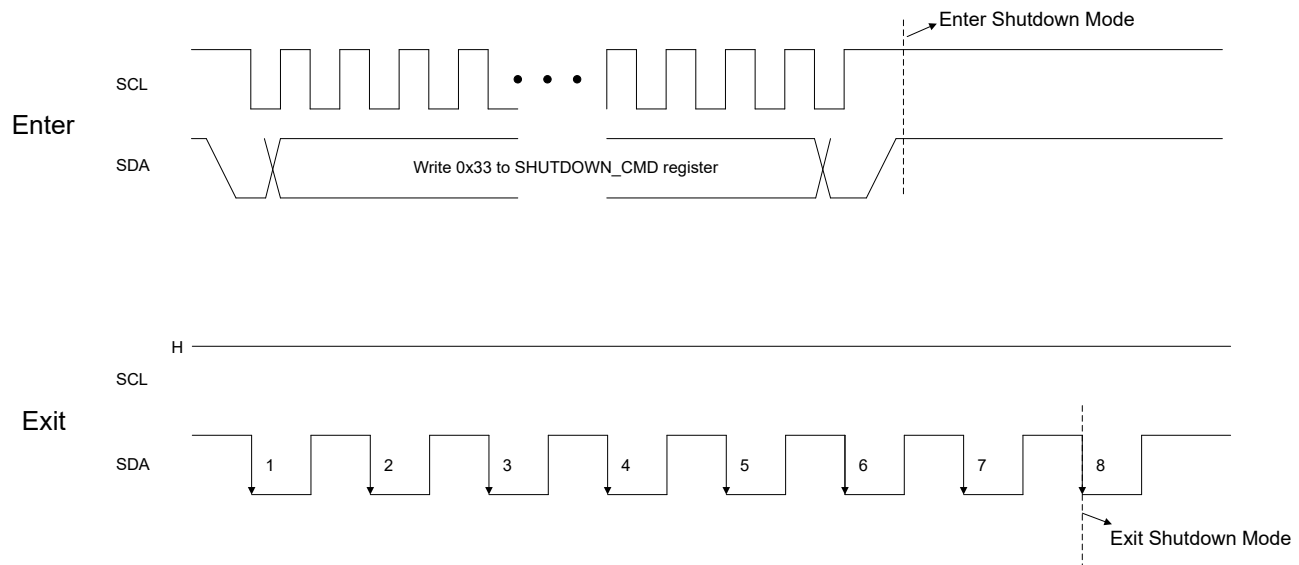 Enter Shutdown Mode
SCL
Enter
SDA
Write 0x33 to SHUTDOWN_CMD register
H
SCL
Exit
SDA
1 2 3 4 5 6 7 8
Exit Shutdown Mode